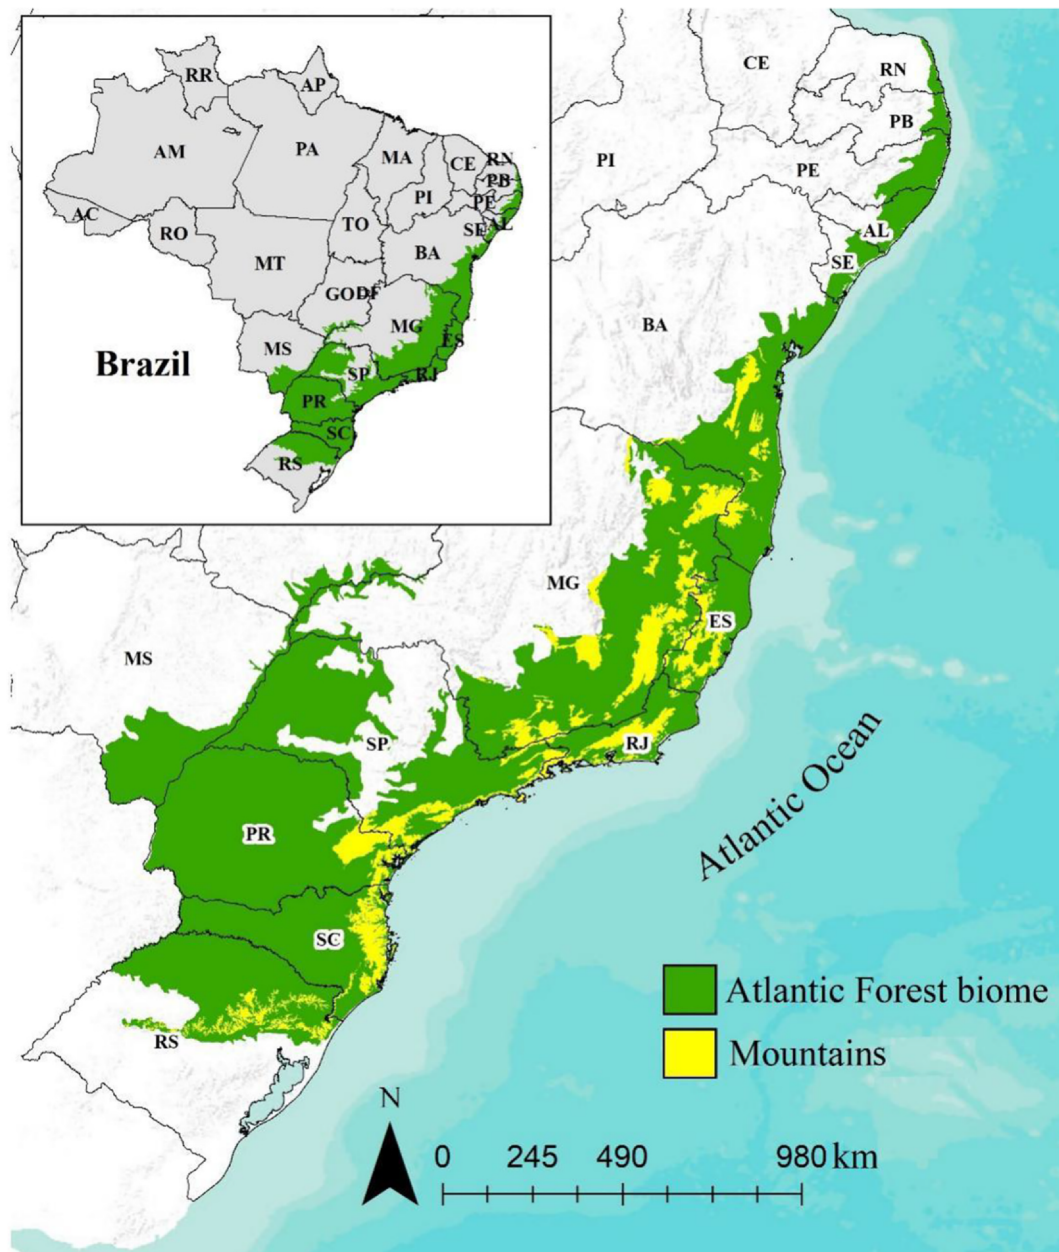 RR
AP
AM
PA
MA
CE
RN
PB
PI
PE
AC
TO
SE
AL
RO
BA
MT
GO
DF
MG
MS
ES
SP
RJ
Brazil
PR
SC
RS
CE
RN
PB
PI
PE
AL
SE
BA
MG
ES
MS
SP
RJ
PR
SC
RS
Atlantic Ocean
Atlantic Forest biome
Mountains
N
0 245 490 980 km